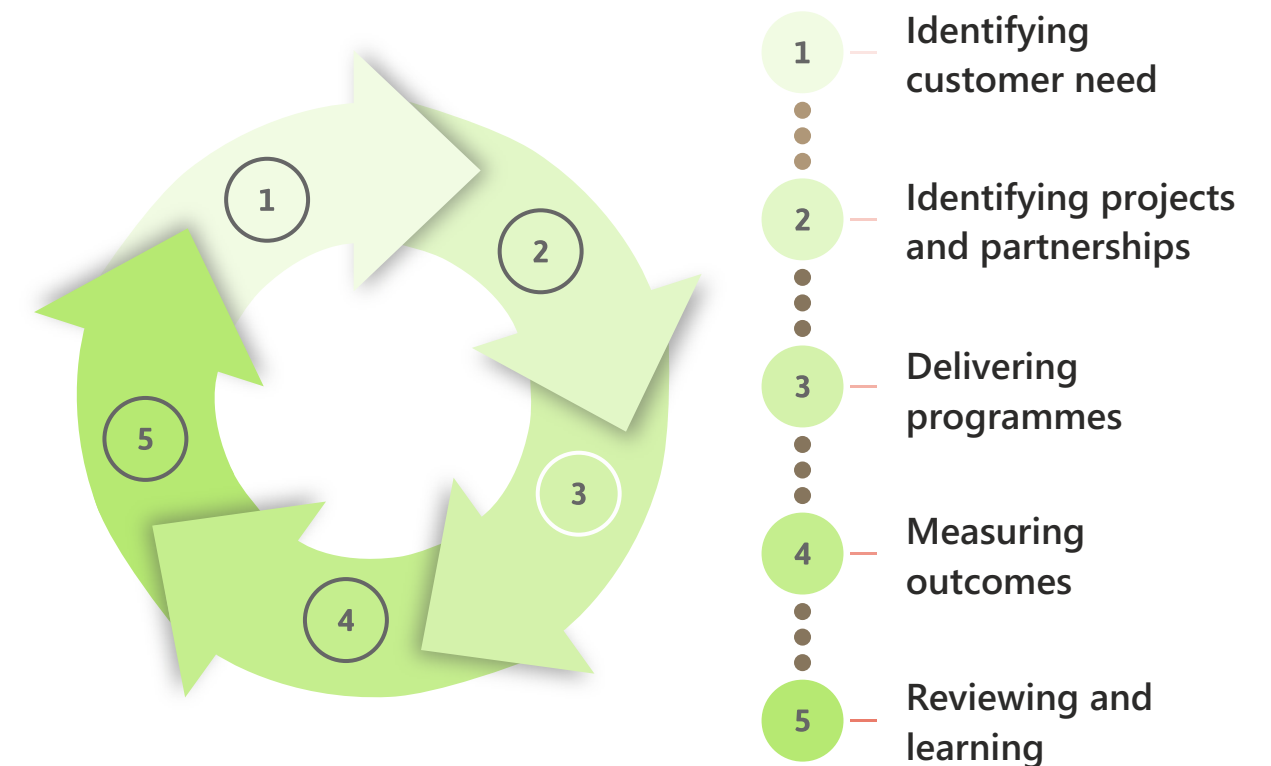 1
2
3
4
5
1
Identifying
customer need
2
Identifying projects
and partnerships
3
Delivering
programmes
4
Measuring
outcomes
5
Reviewing and
learning